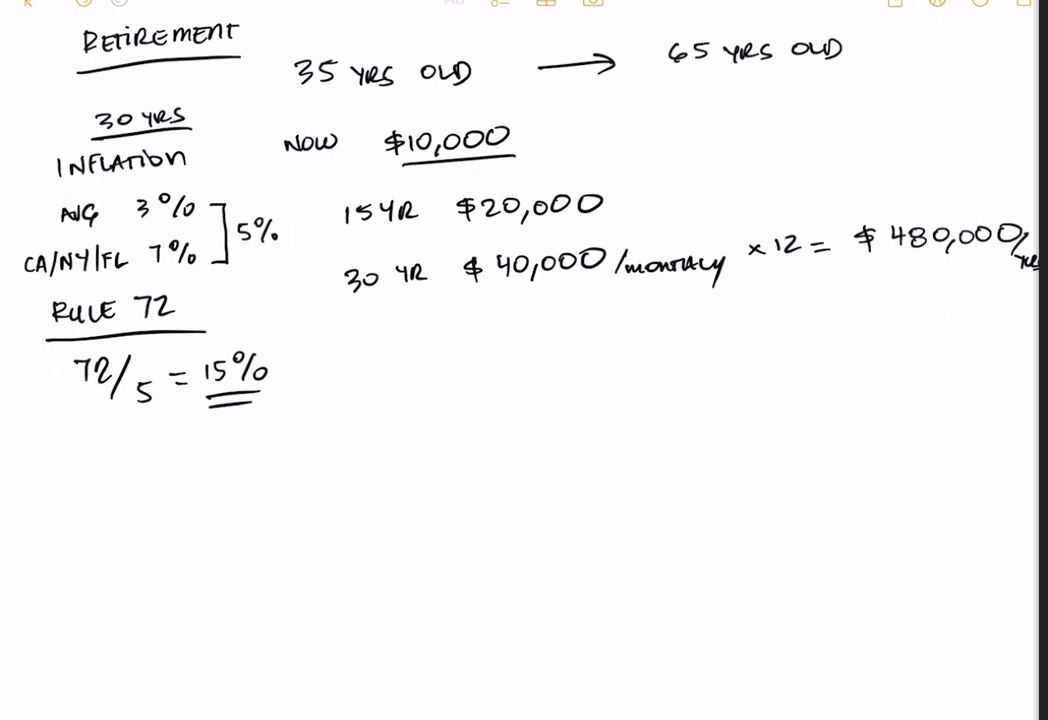 RETIREMENT
35 YRS OLD → 65 YRS OLD
30 YRS
INFLATION
NOW $10,000
AVG 3%
CA/NY/FL 7%
5%
15 YR $20,000
30 YR $40,000/monthly × 12 = $480,000/
RULE 72
72/5 = 15%